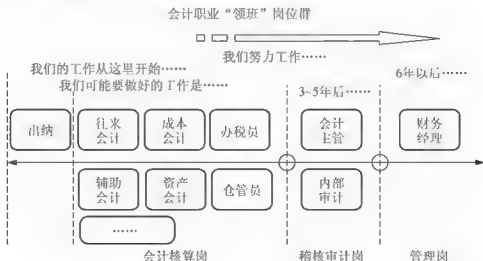 会计职业“领班”岗位群
我们努力工作……
我们的工作从这里开始……
我们可能要做好的工作是……
3~5年后……
6年以后……
出纳
往来
会计
成本
会计
办税员
会计
主管
财务
经理
辅助
会计
资产
会计
仓管员
内部
审计
……
会计核算岗
稽核审计岗
管理岗